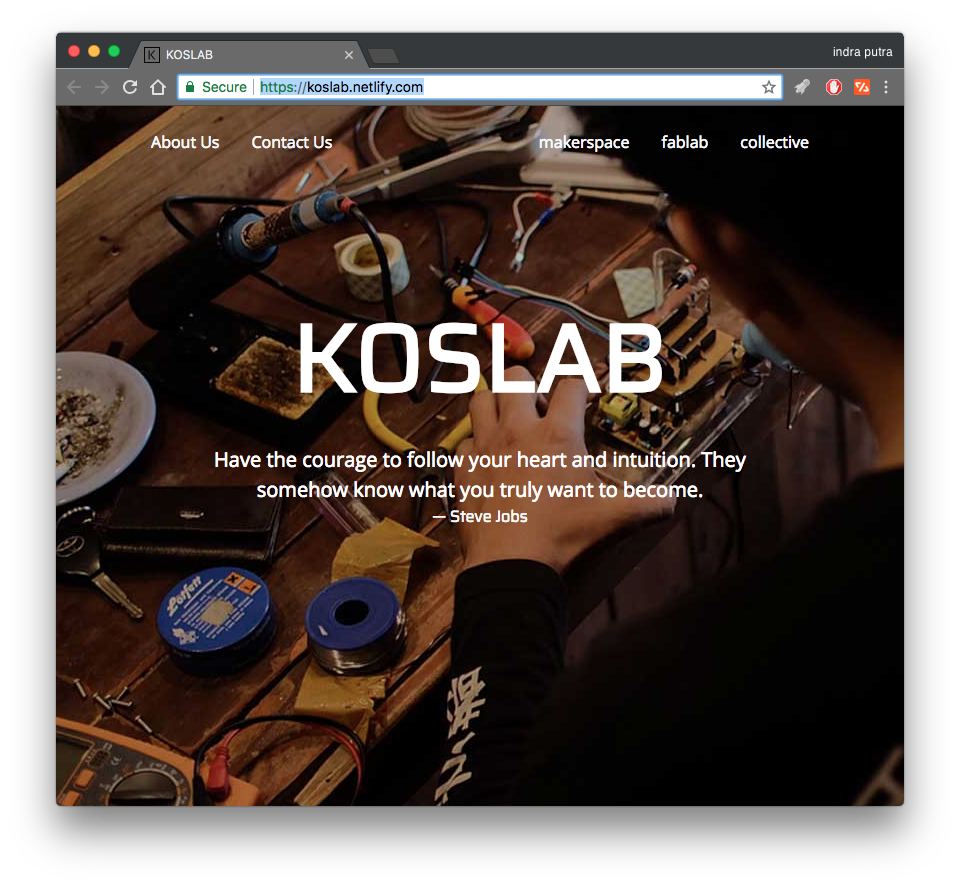 KOSLAB
indra putra
Secure https://koslab.netlify.com
About Us Contact Us makerspace fablab collective
KOSLAB
Have the courage to follow your heart and intuition. They
somehow know what you truly want to become.
— Steve Jobs